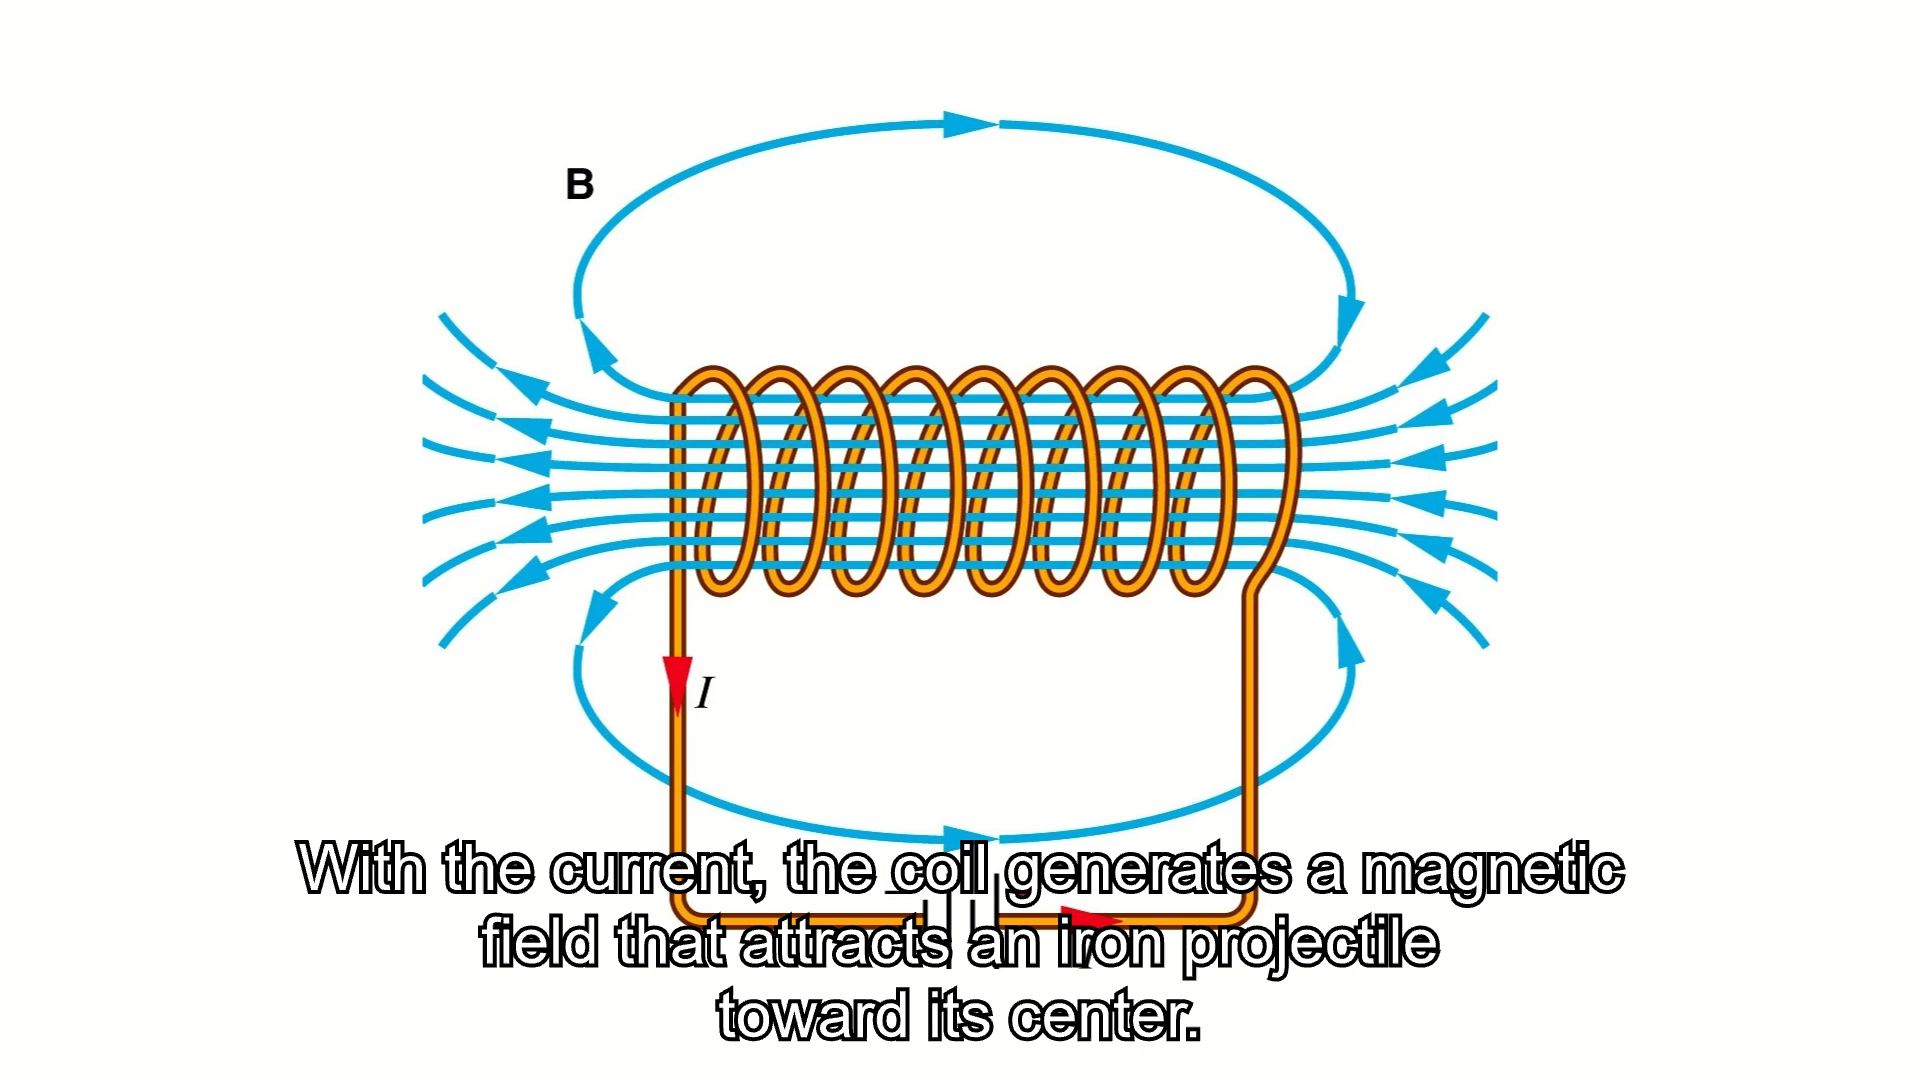 B
I
With the current, the coil generates a magnetic
field that attracts an iron projectile
toward its center.